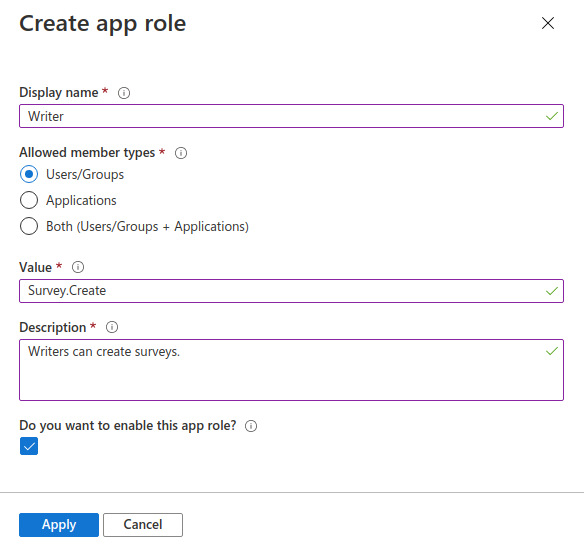 Create app role
Display name *
Writer
Allowed member types *
Users/Groups
Applications
Both (Users/Groups + Applications)
Value *
Survey.Create
Description *
Writers can create surveys.
Do you want to enable this app role?
Apply Cancel